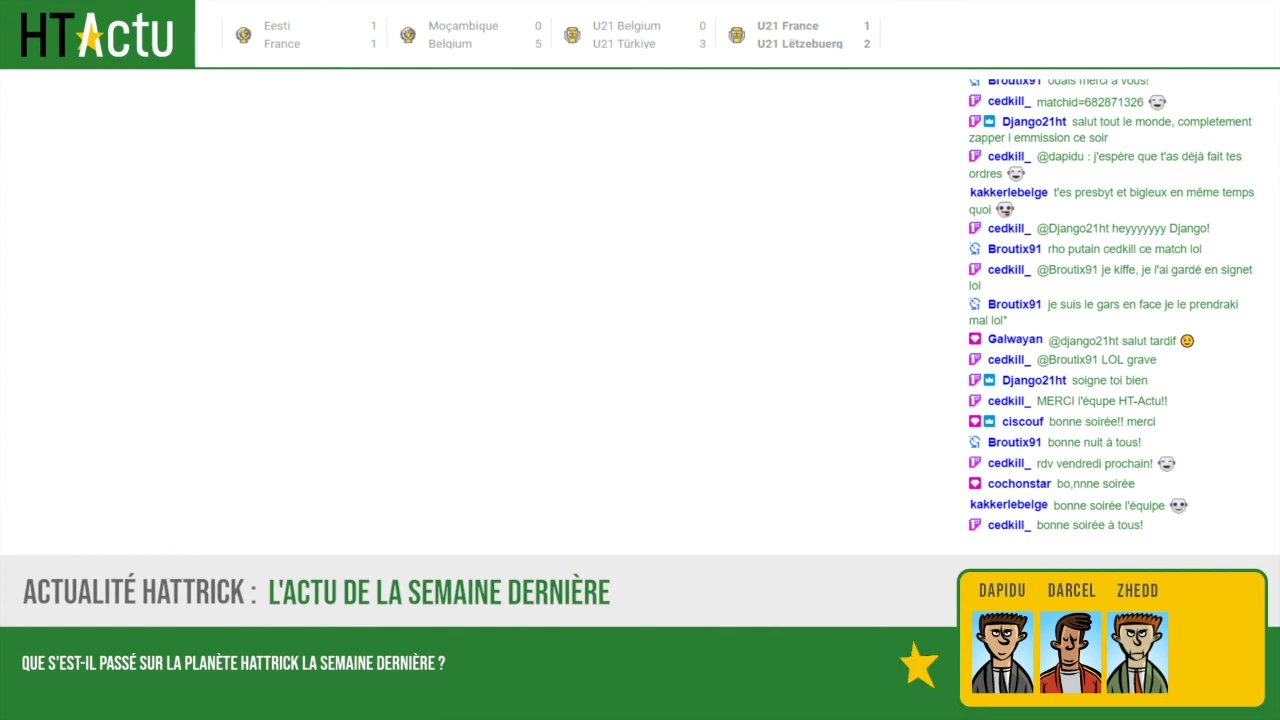 HTActu
Eesti 1
France 1
Moçambique 0
Belgium 5
U21 Belgium 0
U21 Türkiye 3
U21 France 1
U21 Lëtzebuerg 2
Broutix91 ouais merci à vous!
cedkill_ matchid=682871326
Django21ht salut tout le monde, completement
zapper l emmission ce soir
cedkill_ @dapidu : j'espère que t'as déjà fait tes
ordres
kakkerlebelge t'es presbyt et bigleux en même temps
quoi
cedkill_ @Django21ht heyyyyyyy Django!
Broutix91 rho putain cedkill ce match lol
cedkill_ @Broutix91 je kiffe, je l'ai gardé en signet
lol
Broutix91 je suis le gars en face je le prendraki
mal lol*
Galwayan @django21ht salut tardif
cedkill_ @Broutix91 LOL grave
Django21ht soigne toi bien
cedkill_ MERCI l'équpe HT-Actu!!
ciscouf bonne soirée!! merci
Broutix91 bonne nuit à tous!
cedkill_ rdv vendredi prochain!
cochonstar bo,nnne soirée
kakkerlebelge bonne soirée l'équipe
cedkill_ bonne soirée à tous!
ACTUALITÉ HATTRICK : L'ACTU DE LA SEMAINE DERNIÈRE
QUE S'EST-IL PASSÉ SUR LA PLANÈTE HATTRICK LA SEMAINE DERNIÈRE ?
DAPIDU DARCEL ZHEDD